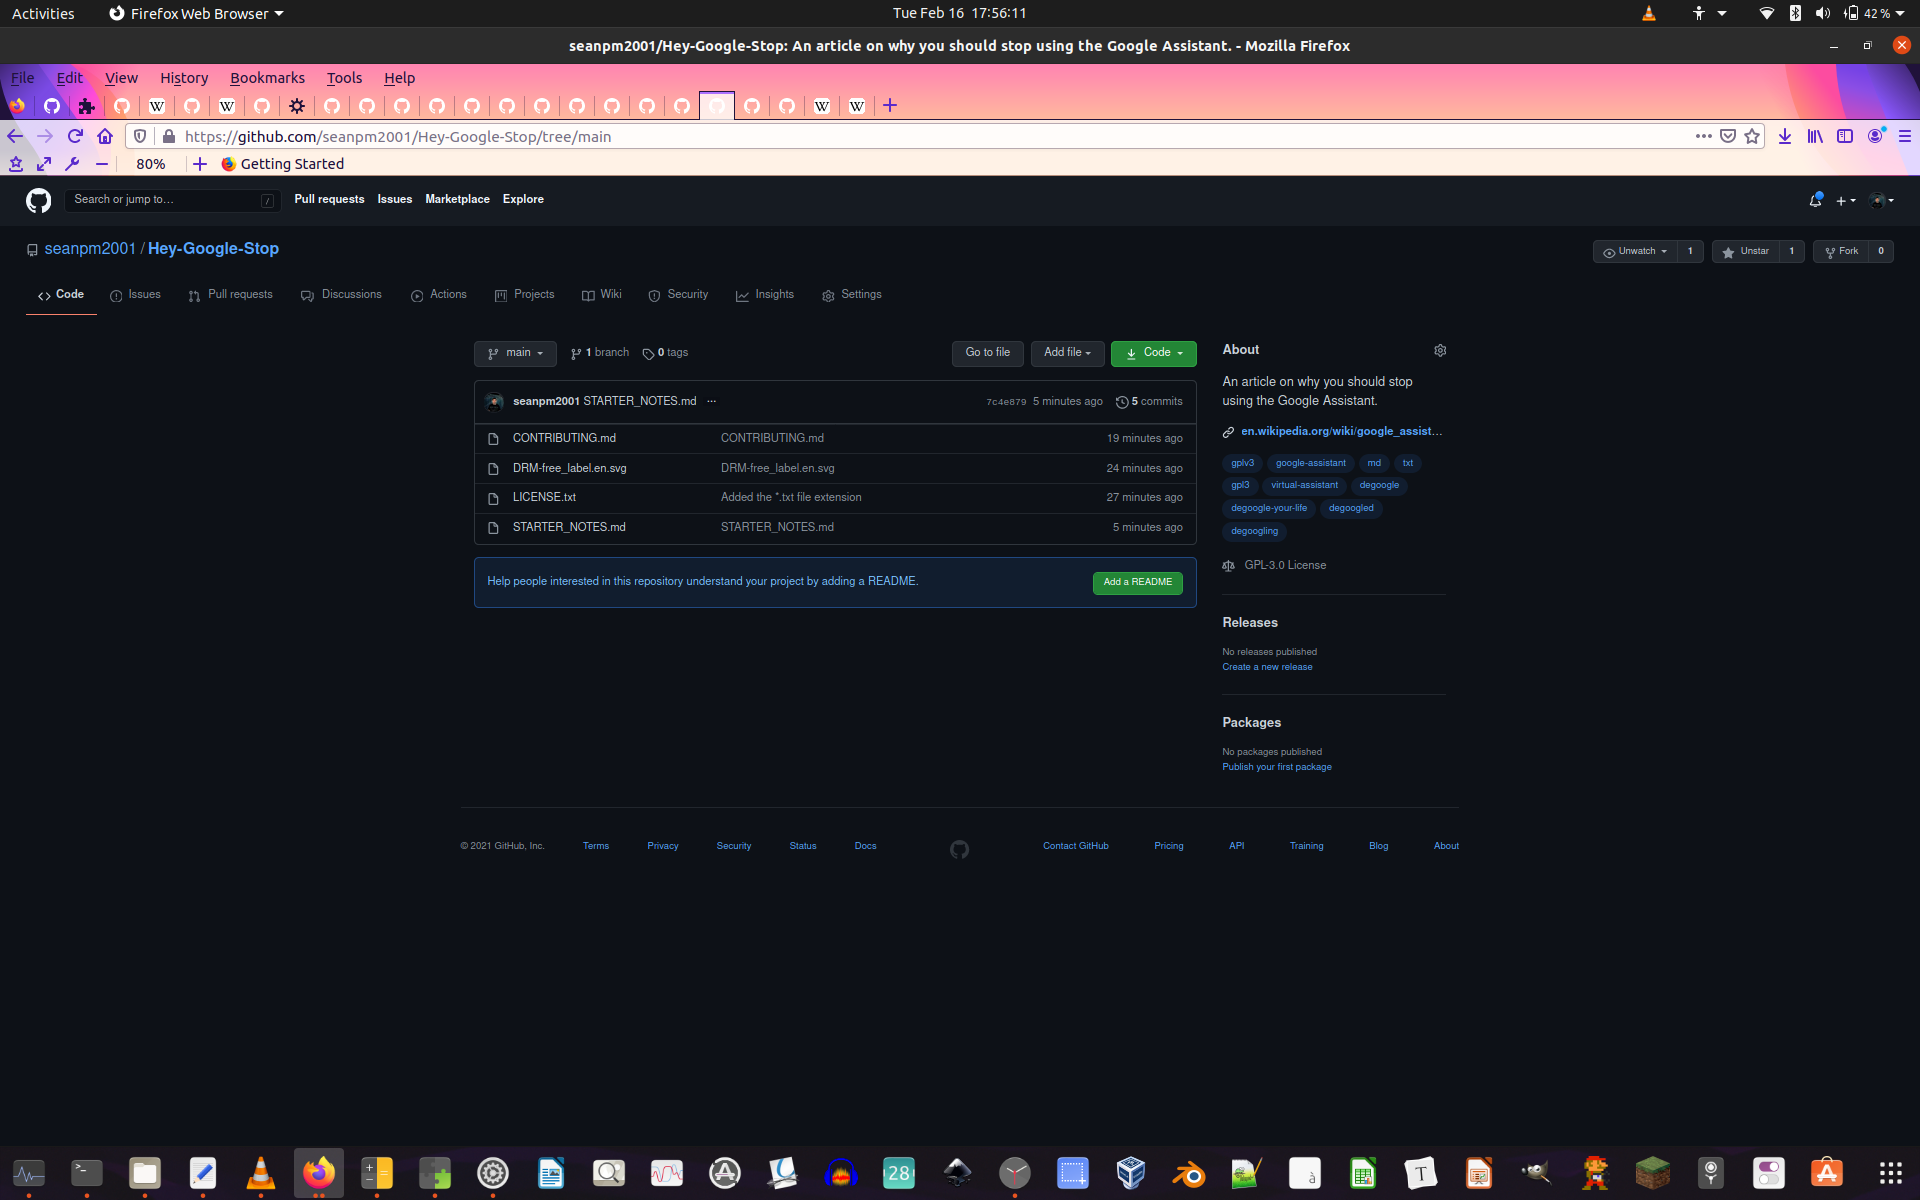 Activities Firefox Web Browser Tue Feb 16 17:56:11 42 %
seanpm2001/Hey-Google-Stop: An article on why you should stop using the Google Assistant. - Mozilla Firefox
File Edit View History Bookmarks Tools Help
https://github.com/seanpm2001/Hey-Google-Stop/tree/main
80% Getting Started
Search or jump to… / Pull requests Issues Marketplace Explore
seanpm2001 / Hey-Google-Stop Unwatch 1 Unstar 1 Fork 0
Code Issues Pull requests Discussions Actions Projects Wiki Security Insights Settings
main 1 branch 0 tags Go to file Add file Code
seanpm2001 STARTER_NOTES.md ... 7c4e879 5 minutes ago 5 commits
CONTRIBUTING.md CONTRIBUTING.md 19 minutes ago
DRM-free_label.en.svg DRM-free_label.en.svg 24 minutes ago
LICENSE.txt Added the *.txt file extension 27 minutes ago
STARTER_NOTES.md STARTER_NOTES.md 5 minutes ago
Help people interested in this repository understand your project by adding a README. Add a README
About
An article on why you should stop
using the Google Assistant.
en.wikipedia.org/wiki/google_assist…
gplv3 google-assistant md txt
gpl3 virtual-assistant degoogle
degoogle-your-life degoogled
degoogling
GPL-3.0 License
Releases
No releases published
Create a new release
Packages
No packages published
Publish your first package
© 2021 GitHub, Inc. Terms Privacy Security Status Docs Contact GitHub Pricing API Training Blog About
28